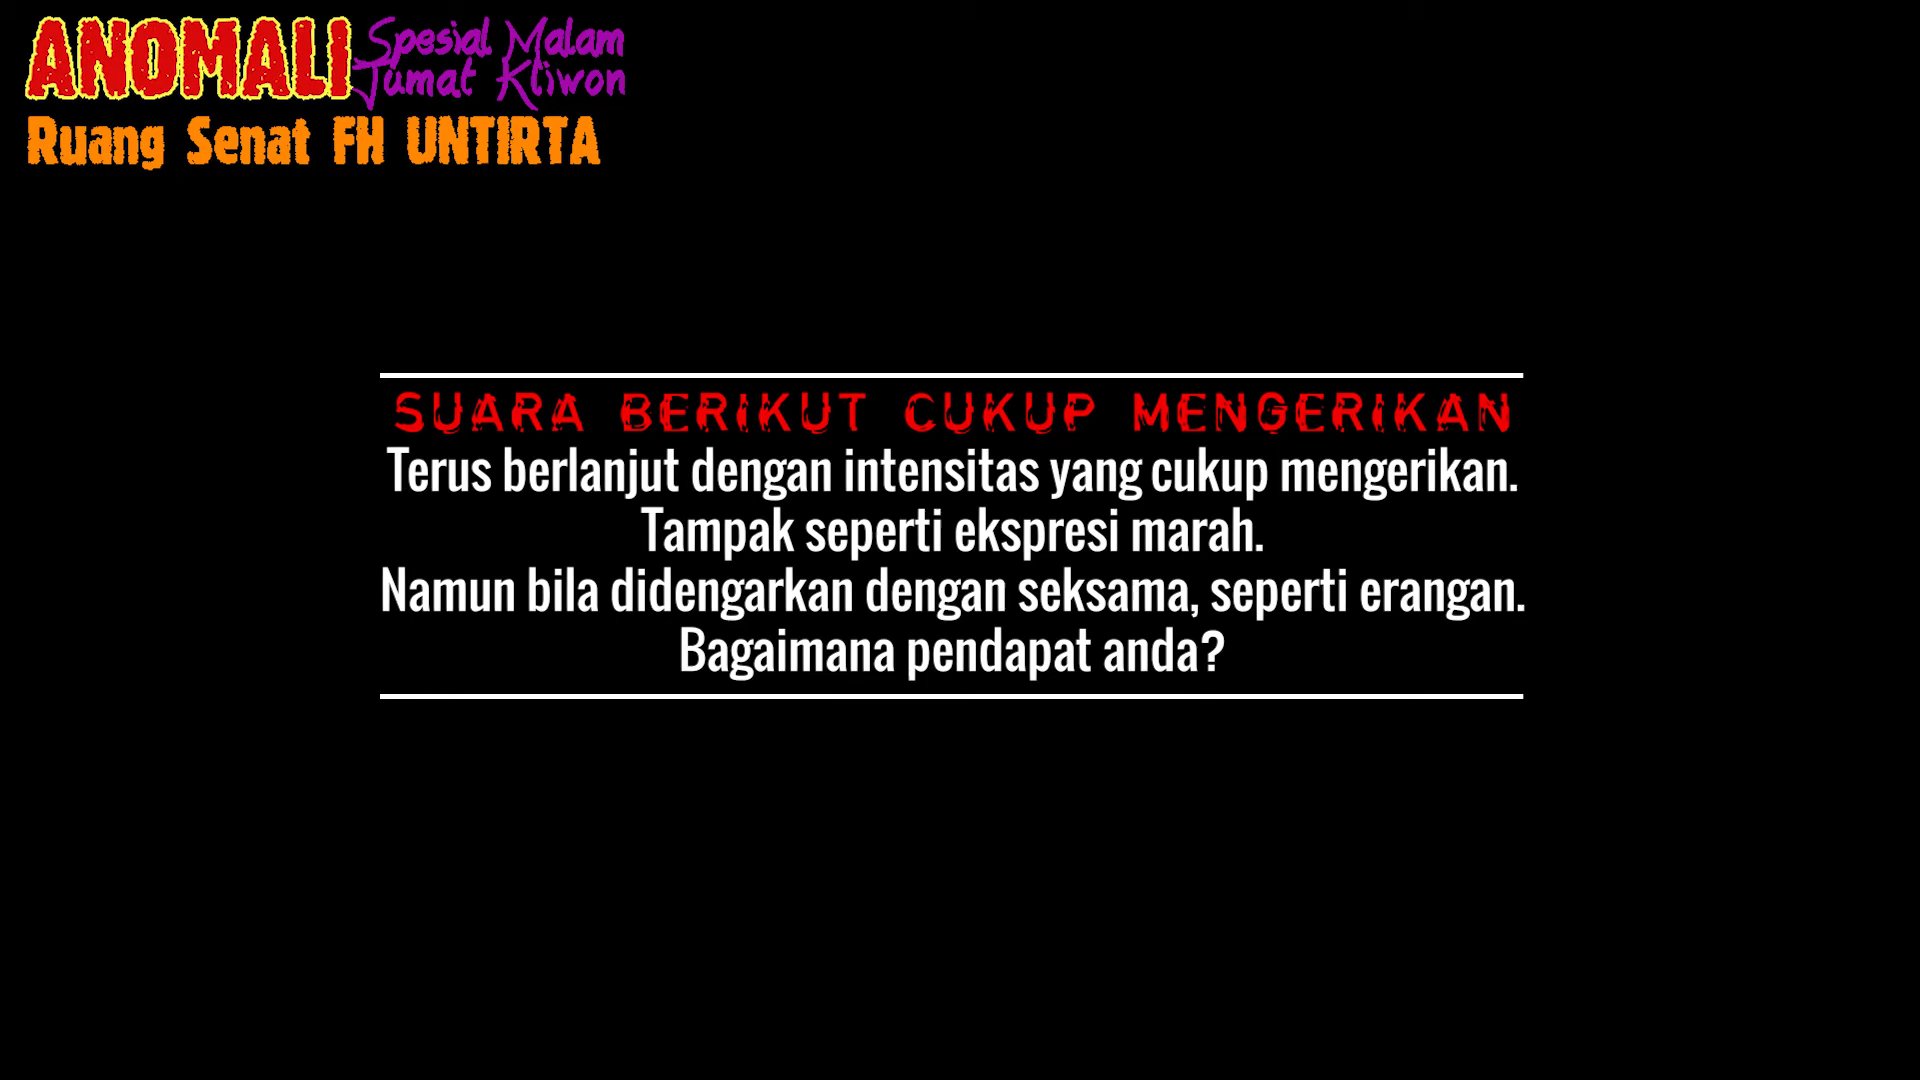 ANOMALI Spesial Malam
Jumat Kliwon
Ruang Senat FH UNTIRTA
SUARA BERIKUT CUKUP MENGERIKAN
Terus berlanjut dengan intensitas yang cukup mengerikan.
Tampak seperti ekspresi marah.
Namun bila didengarkan dengan seksama, seperti erangan.
Bagaimana pendapat anda?